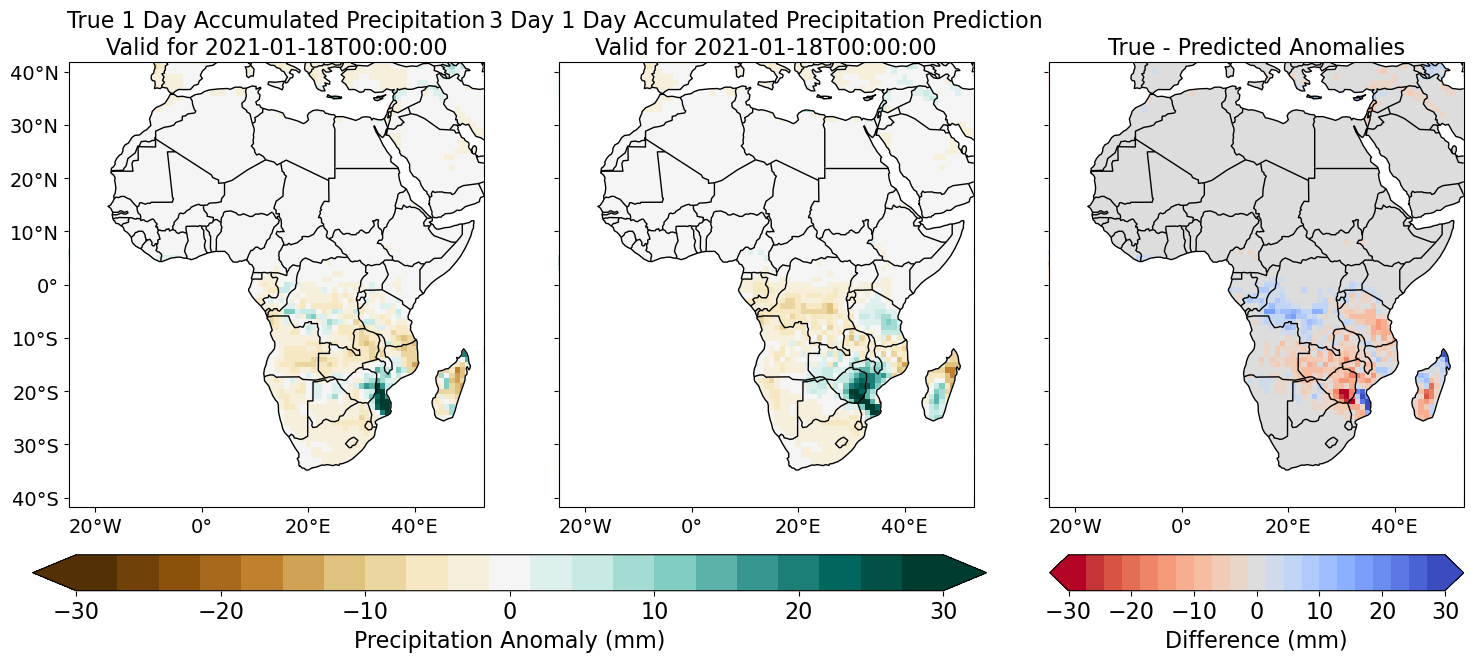 True 1 Day Accumulated Precipitation
Valid for 2021-01-18T00:00:00
3 Day 1 Day Accumulated Precipitation Prediction
Valid for 2021-01-18T00:00:00
True - Predicted Anomalies
40°N
30°N
20°N
10°N
0°
10°S
20°S
30°S
40°S
20°W 0° 20°E 40°E
20°W 0° 20°E 40°E
20°W 0° 20°E 40°E
−30 −20 −10 0 10 20 30
Precipitation Anomaly (mm)
−30 −20 −10 0 10 20 30
Difference (mm)